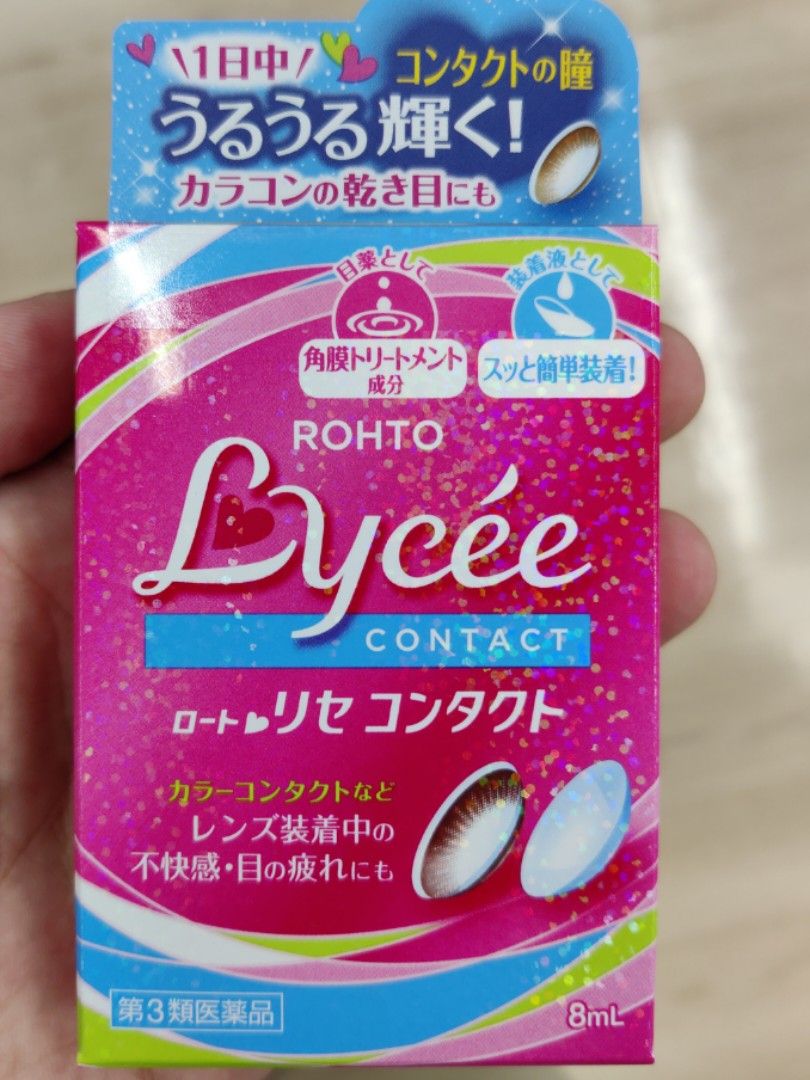 1日中
コンタクトの瞳
うるうる輝く!
カラコンの乾き目にも
目薬として
角膜トリートメント
成分
装着液として
スッと簡単装着!
ROHTO
Lycée
CONTACT
ロート リセ コンタクト
カラーコンタクトなど
レンズ装着中の
不快感・目の疲れにも
第3類医薬品
8mL